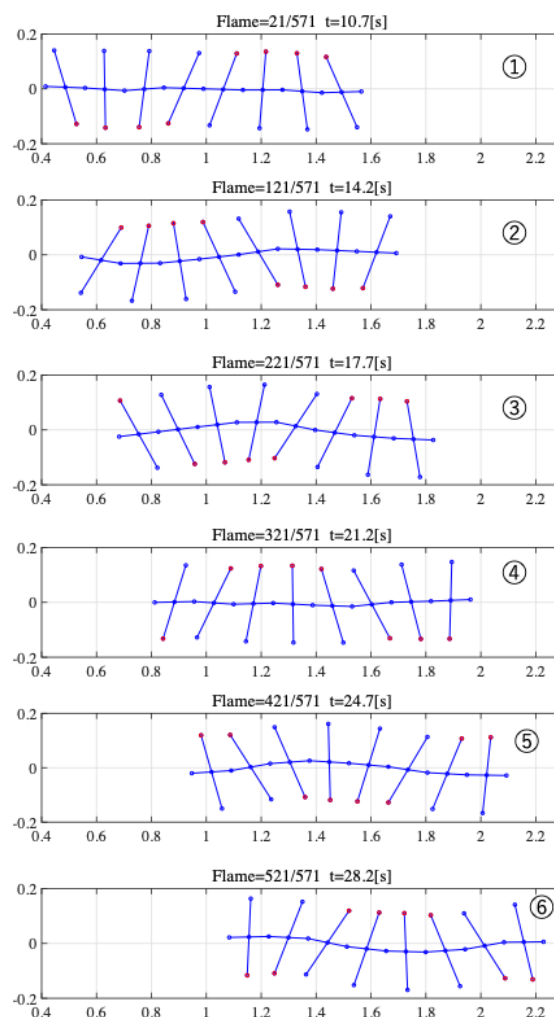 Flame=21/571 t=10.7[s]
①
0.2
0
-0.2
0.4 0.6 0.8 1 1.2 1.4 1.6 1.8 2 2.2
Flame=121/571 t=14.2[s]
②
0.2
0
-0.2
0.4 0.6 0.8 1 1.2 1.4 1.6 1.8 2 2.2
Flame=221/571 t=17.7[s]
③
0.2
0
-0.2
0.4 0.6 0.8 1 1.2 1.4 1.6 1.8 2 2.2
Flame=321/571 t=21.2[s]
④
0.2
0
-0.2
0.4 0.6 0.8 1 1.2 1.4 1.6 1.8 2 2.2
Flame=421/571 t=24.7[s]
⑤
0.2
0
-0.2
0.4 0.6 0.8 1 1.2 1.4 1.6 1.8 2 2.2
Flame=521/571 t=28.2[s]
⑥
0.2
0
-0.2
0.4 0.6 0.8 1 1.2 1.4 1.6 1.8 2 2.2